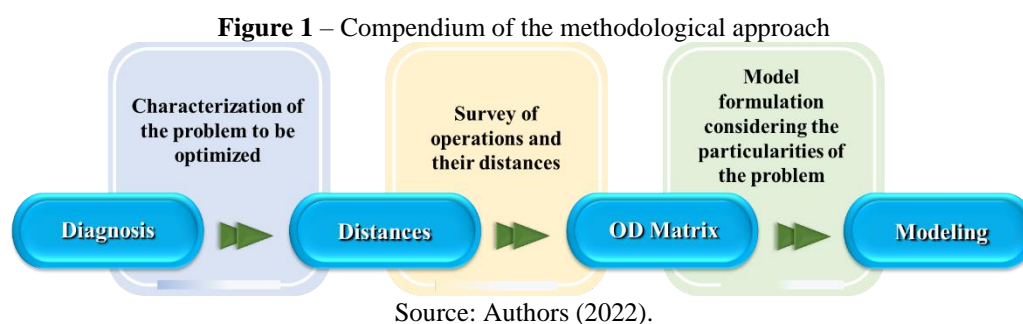 Figure 1 – Compendium of the methodological approach
Characterization of
the problem to be
optimized
Survey of
operations and
their distances
Model
formulation
considering the
particularities of
the problem
Diagnosis
Distances
OD Matrix
Modeling
Source: Authors (2022).